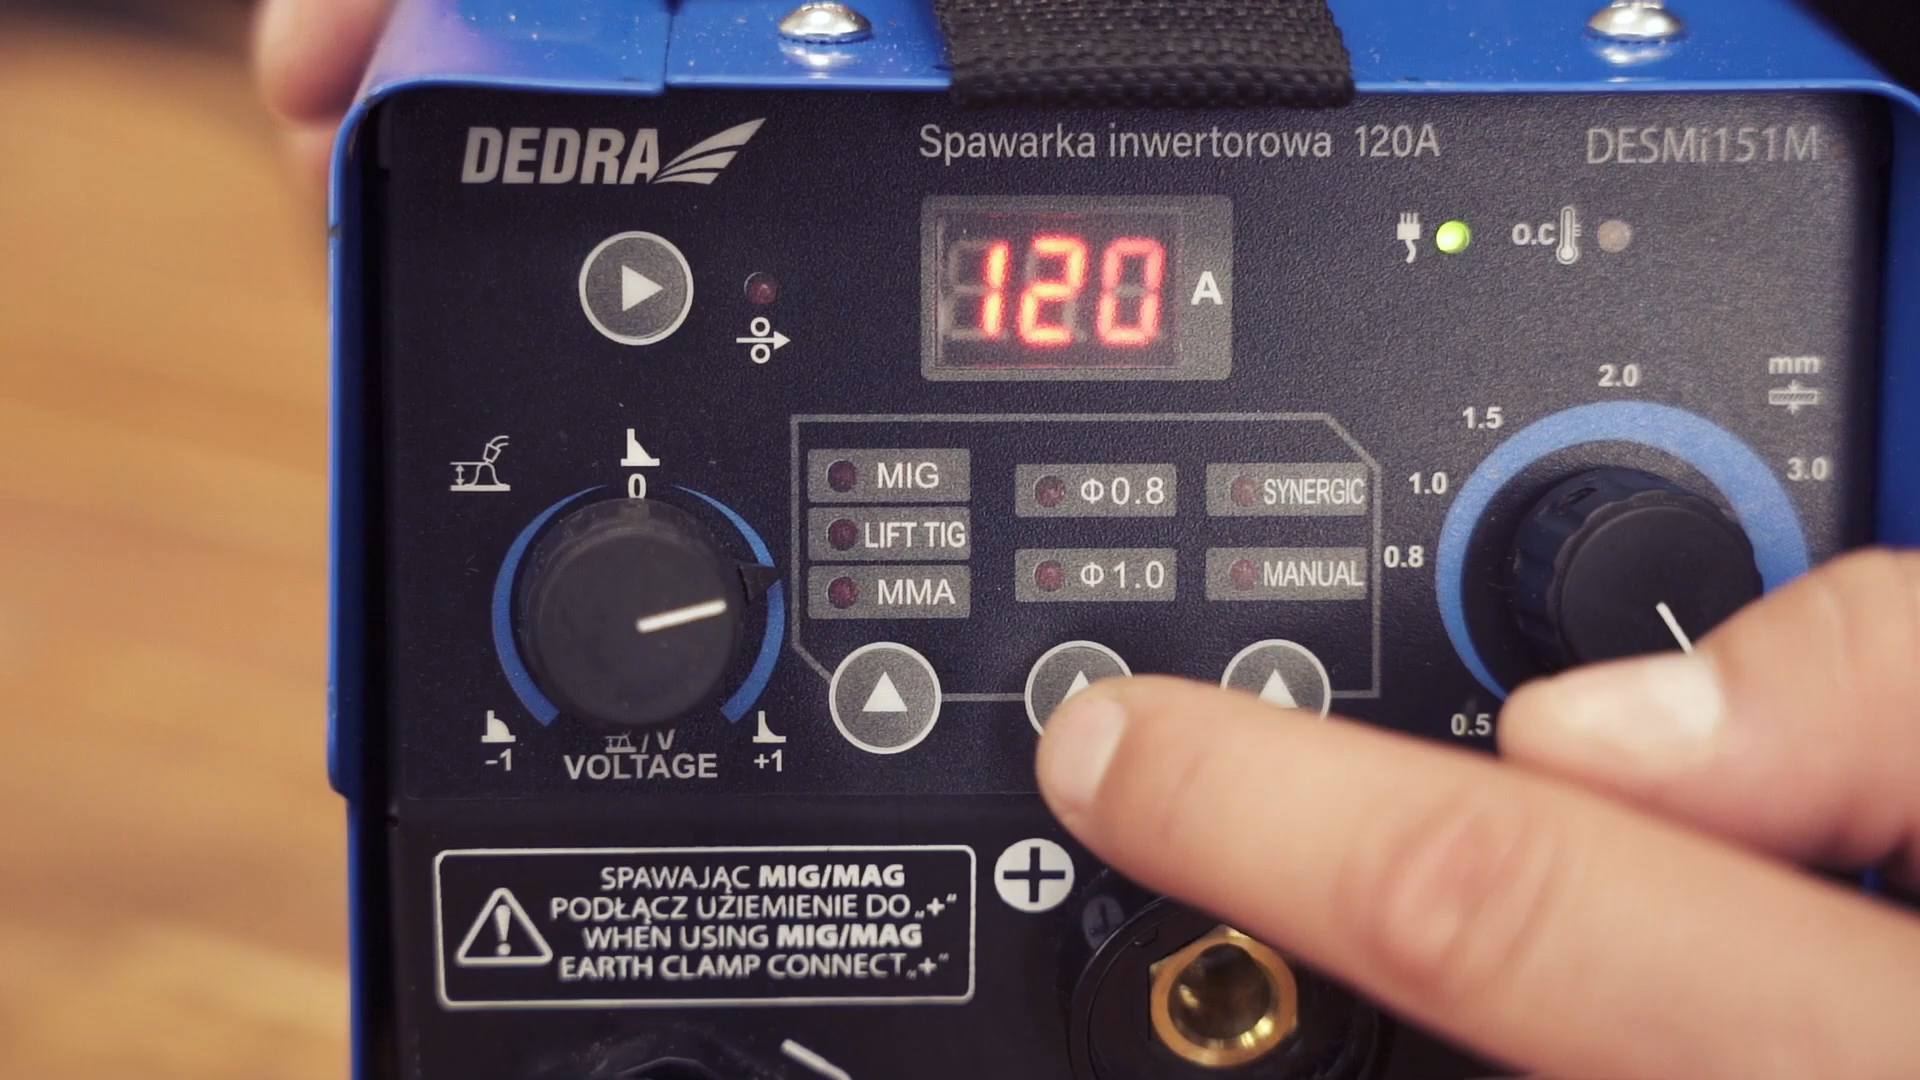 DEDRA
Spawarka inwertorowa 120A
DESMi151M
120 A
o.c
mm
2.0
1.5
3.0
1.0
0.8
0.5
0
-1
+1
/ V
VOLTAGE
MIG
LIFT TIG
MMA
Φ0.8
Φ1.0
SYNERGIC
MANUAL
SPAWAJĄC MIG/MAG
PODŁĄCZ UZIEMIENIE DO „+“
WHEN USING MIG/MAG
EARTH CLAMP CONNECT „+“